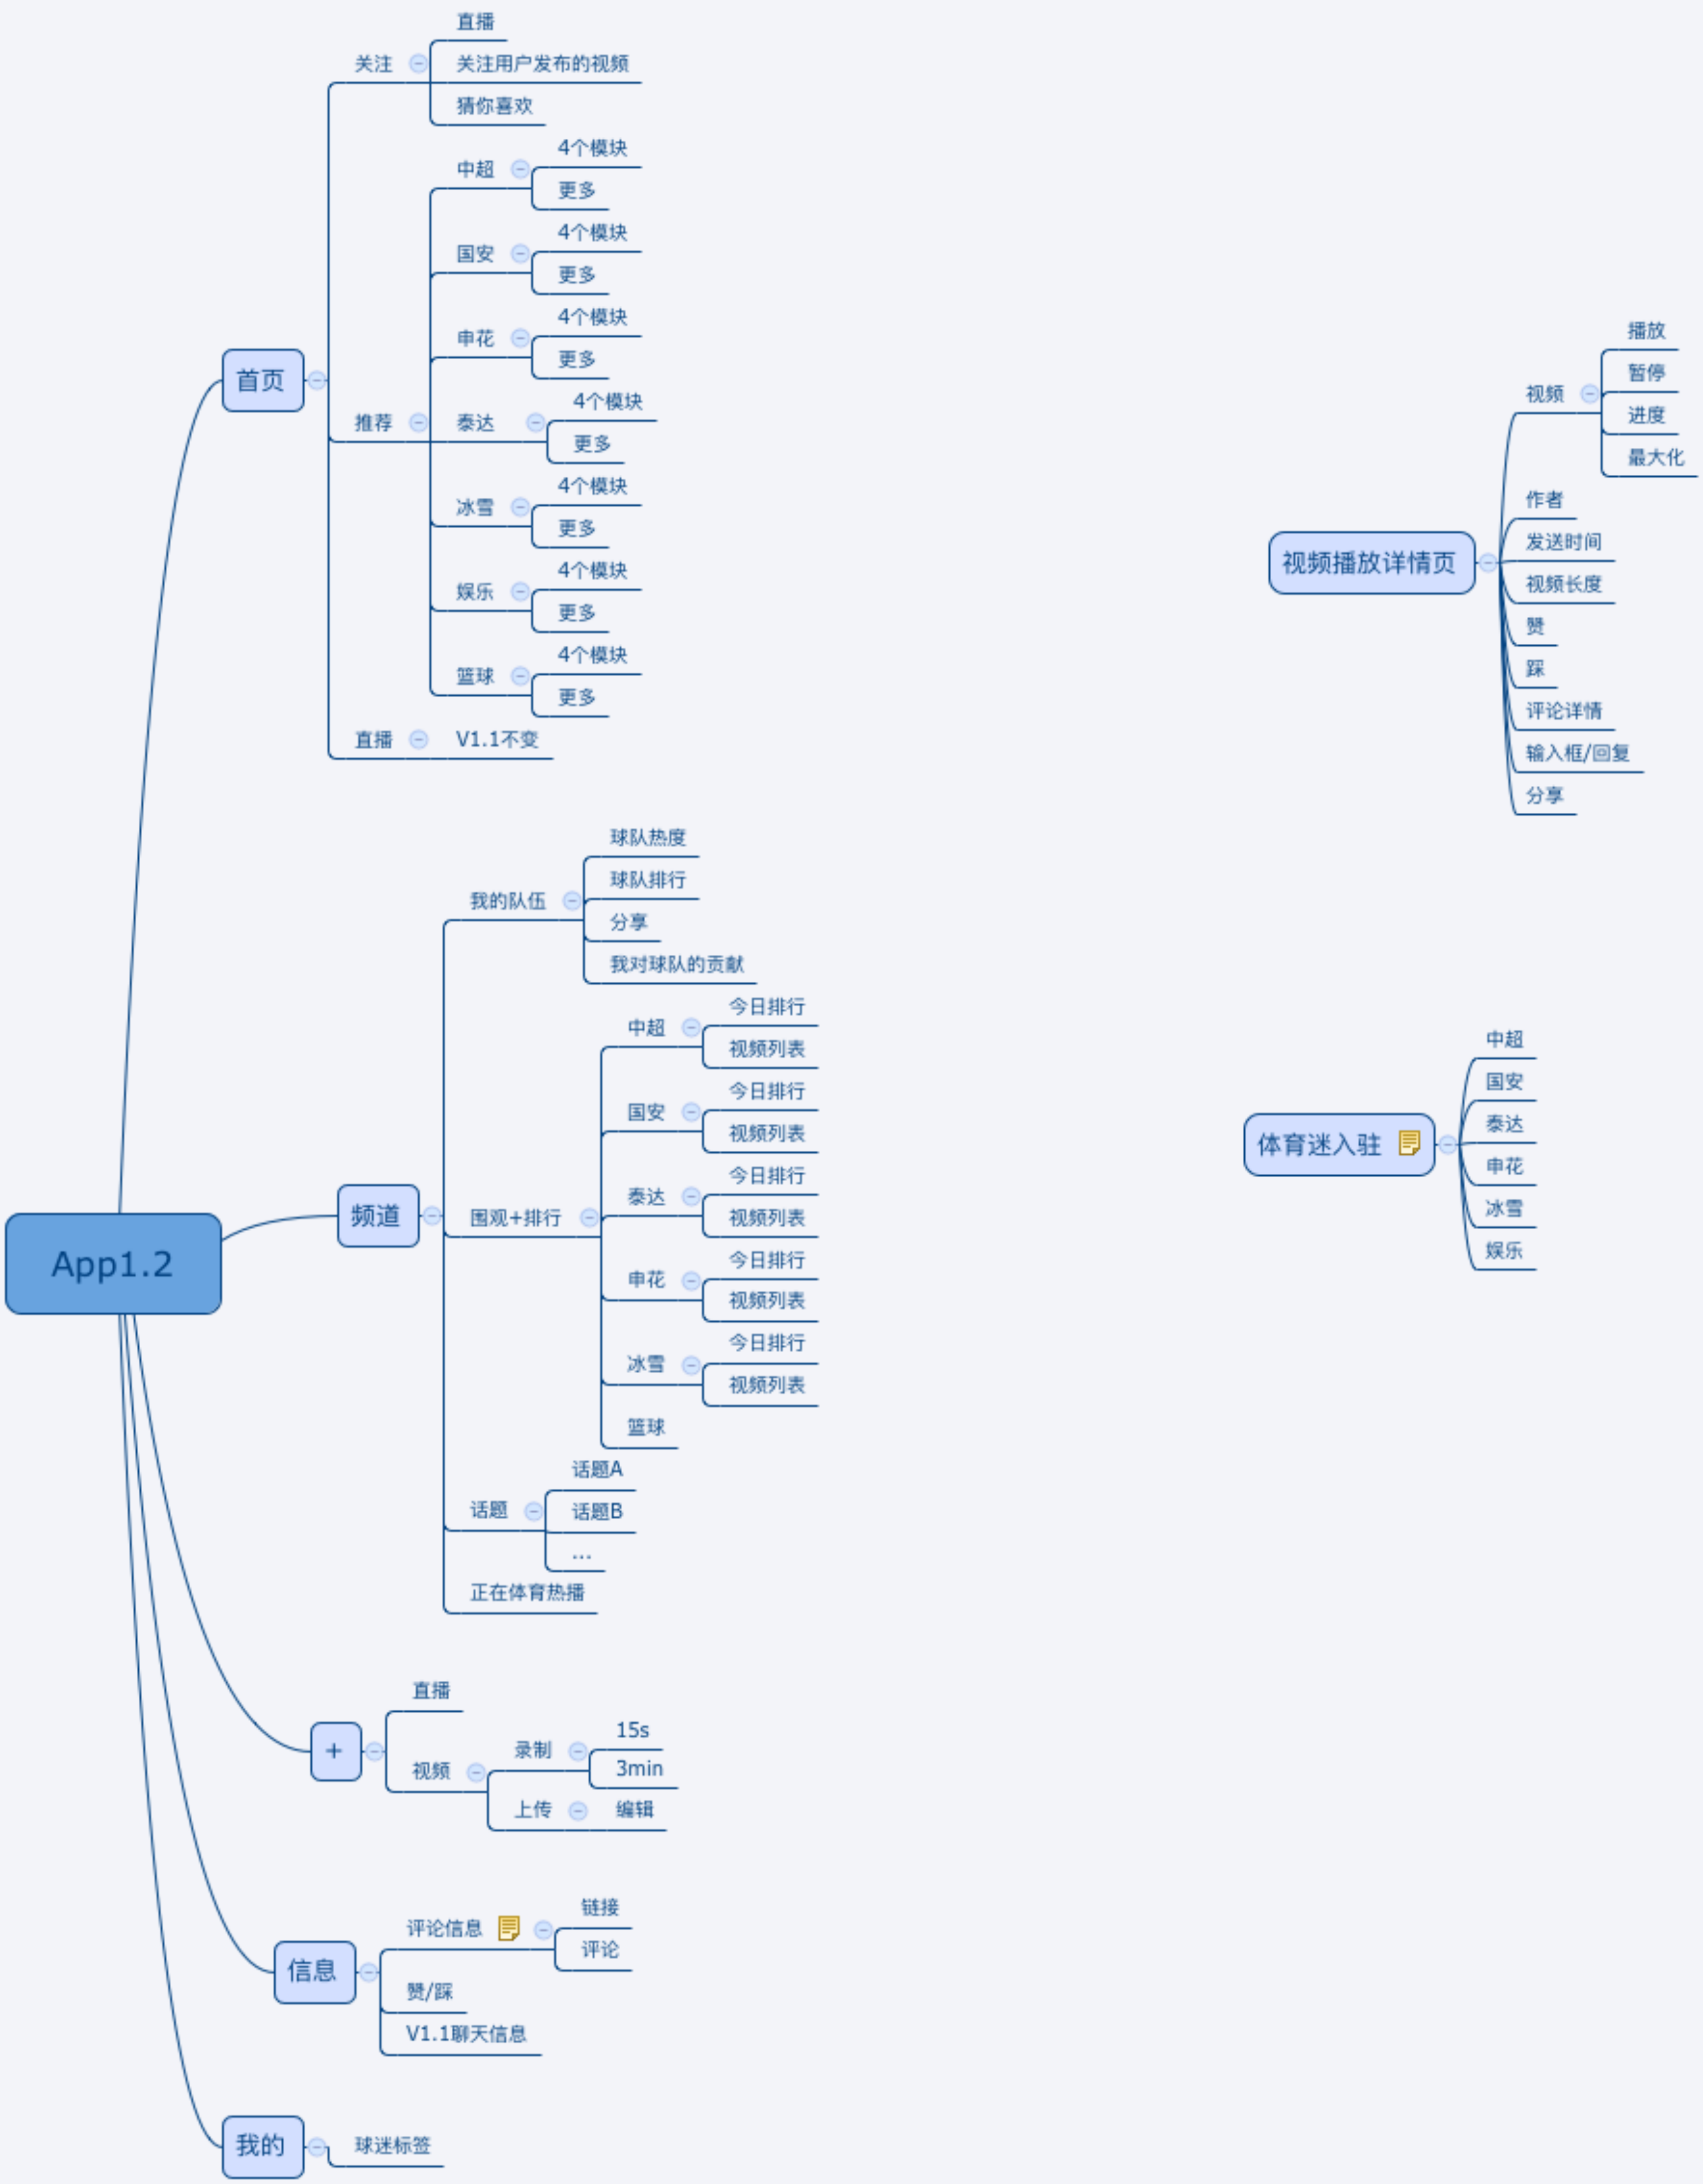 App1.2
首页
关注
直播
关注用户发布的视频
猜你喜欢
推荐
中超
4个模块
更多
国安
4个模块
更多
申花
4个模块
更多
泰达
4个模块
更多
冰雪
4个模块
更多
娱乐
4个模块
更多
篮球
4个模块
更多
直播
V1.1不变
频道
我的队伍
球队热度
球队排行
分享
我对球队的贡献
围观+排行
中超
今日排行
视频列表
国安
今日排行
视频列表
泰达
今日排行
视频列表
申花
今日排行
视频列表
冰雪
今日排行
视频列表
篮球
话题
话题A
话题B
...
正在体育热播
+
直播
视频
录制
15s
3min
上传
编辑
信息
评论信息
链接
评论
赞/踩
V1.1聊天信息
我的
球迷标签
视频播放详情页
视频
播放
暂停
进度
最大化
作者
发送时间
视频长度
赞
踩
评论详情
输入框/回复
分享
体育迷入驻
中超
国安
泰达
申花
冰雪
娱乐